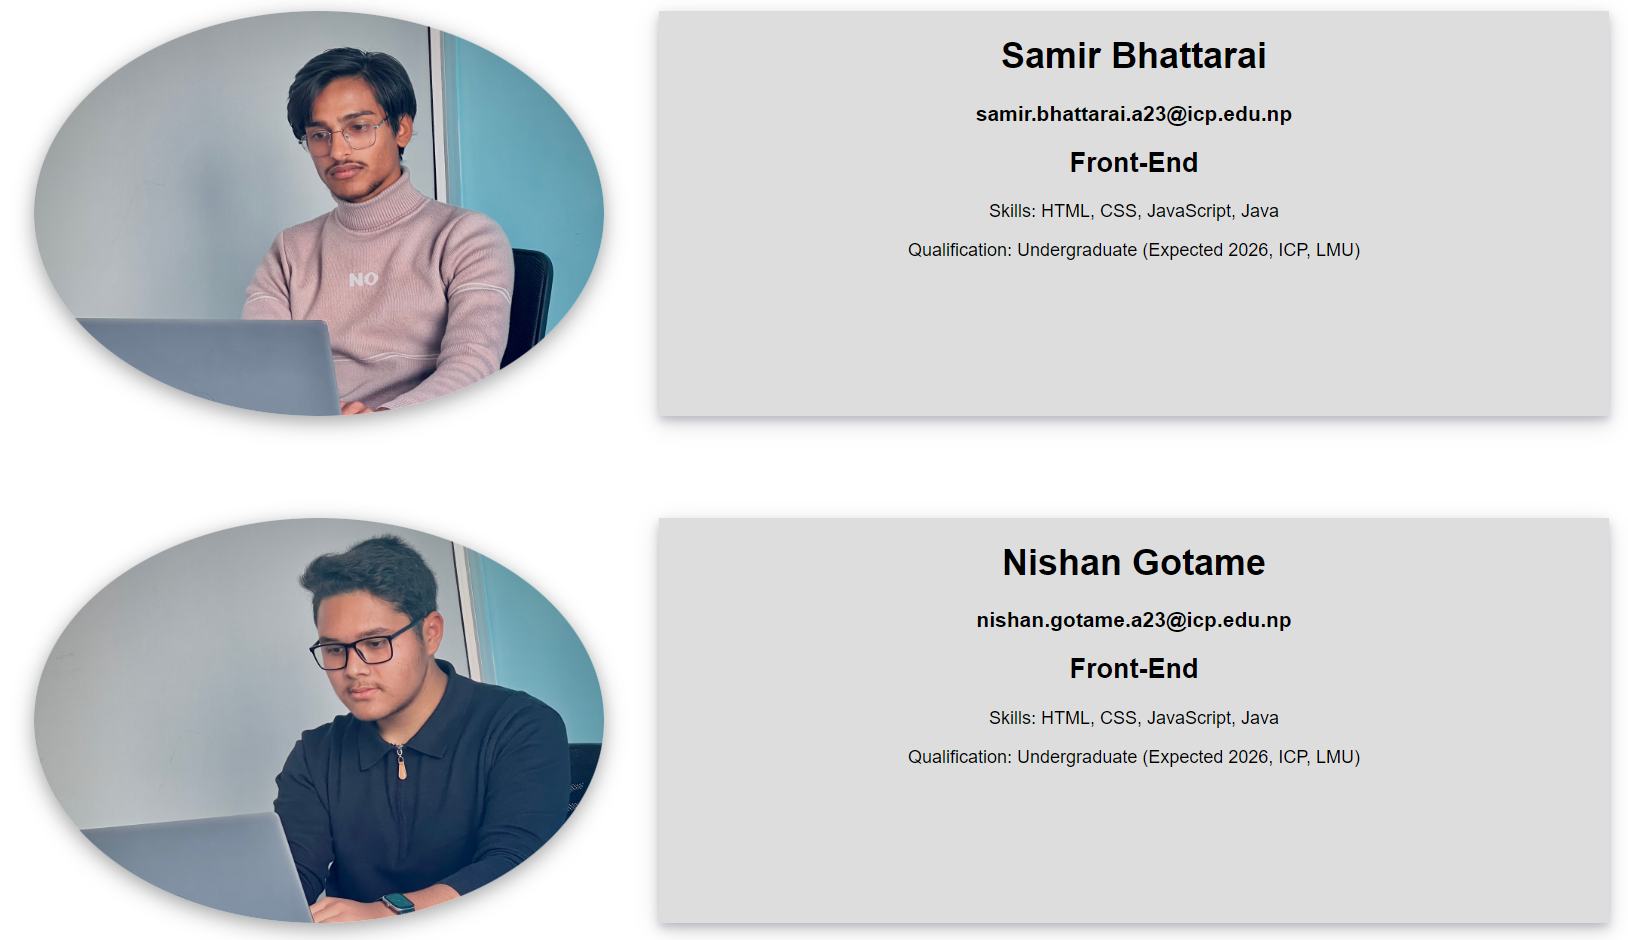 NO
Samir Bhattarai
samir.bhattarai.a23@icp.edu.np
Front-End
Skills: HTML, CSS, JavaScript, Java
Qualification: Undergraduate (Expected 2026, ICP, LMU)
Nishan Gotame
nishan.gotame.a23@icp.edu.np
Front-End
Skills: HTML, CSS, JavaScript, Java
Qualification: Undergraduate (Expected 2026, ICP, LMU)